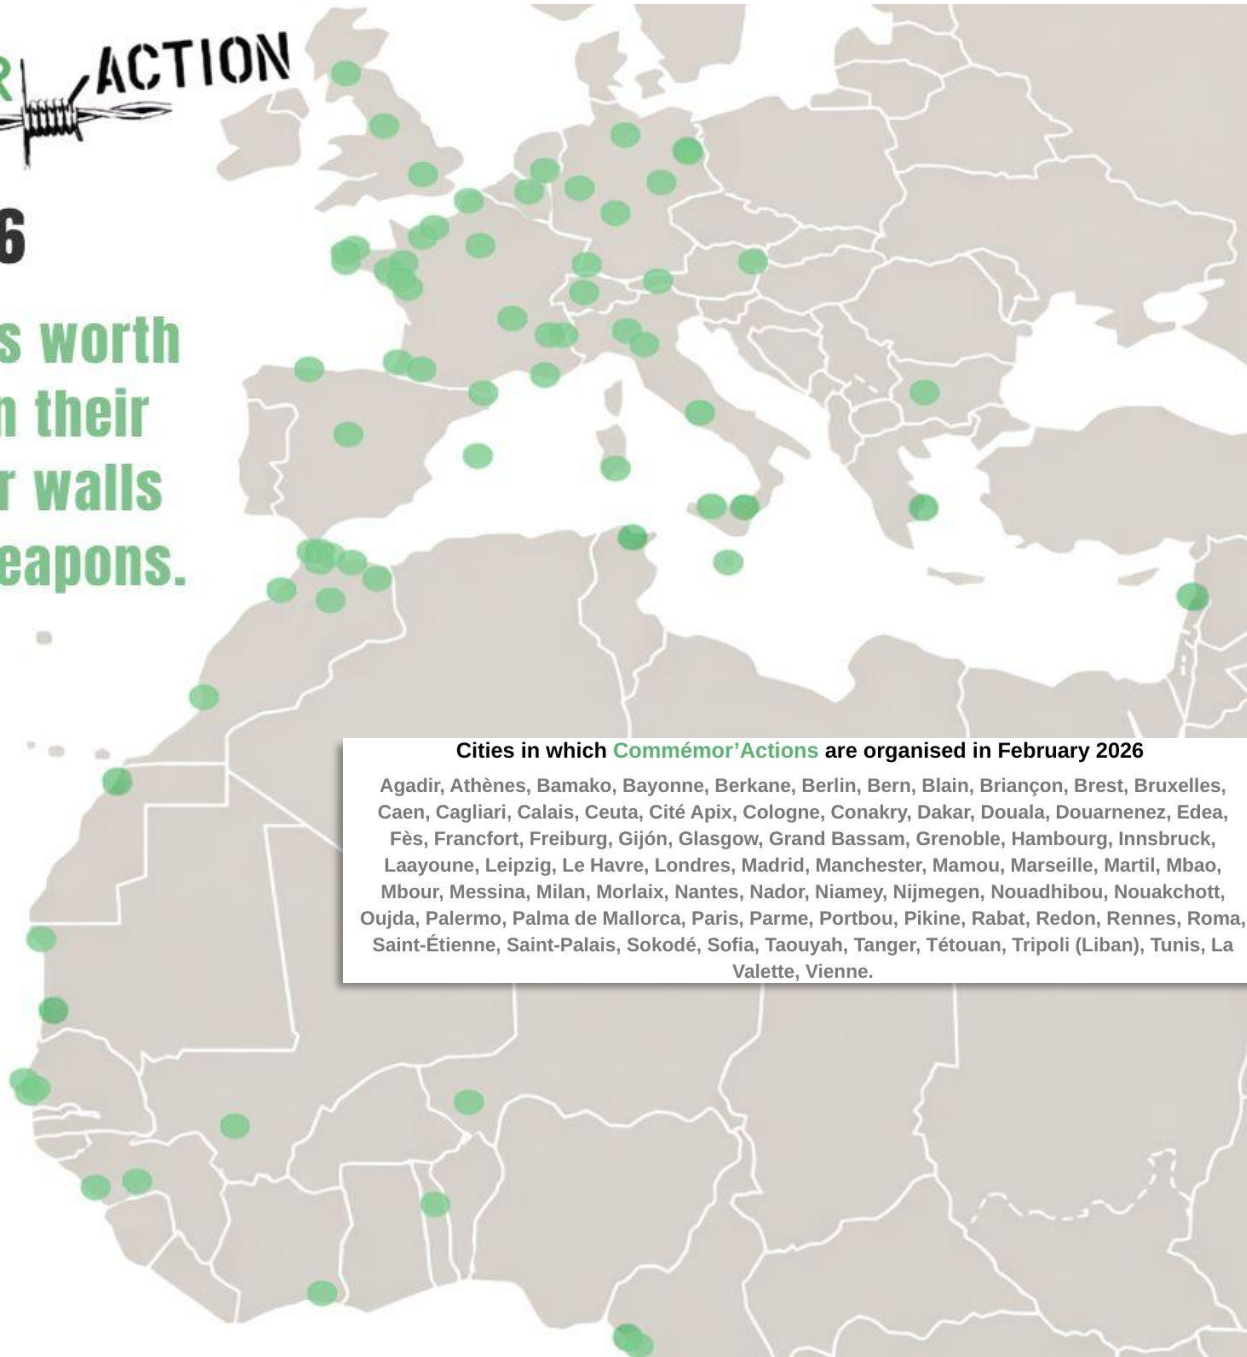 R ACTION
6
s worth
n their
r walls
eapons.
Cities in which Commémor’Actions are organised in February 2026
Agadir, Athènes, Bamako, Bayonne, Berkane, Berlin, Bern, Blain, Briançon, Brest, Bruxelles,
Caen, Cagliari, Calais, Ceuta, Cité Apix, Cologne, Conakry, Dakar, Douala, Douarnenez, Edea,
Fès, Francfort, Freiburg, Gijón, Glasgow, Grand Bassam, Grenoble, Hambourg, Innsbruck,
Laayoune, Leipzig, Le Havre, Londres, Madrid, Manchester, Mamou, Marseille, Martil, Mbao,
Mbour, Messina, Milan, Morlaix, Nantes, Nador, Niamey, Nijmegen, Nouadhibou, Nouakchott,
Oujda, Palermo, Palma de Mallorca, Paris, Parme, Portbou, Pikine, Rabat, Redon, Rennes, Roma,
Saint-Étienne, Saint-Palais, Sokodé, Sofia, Taouyah, Tanger, Tétouan, Tripoli (Liban), Tunis, La
Valette, Vienne.